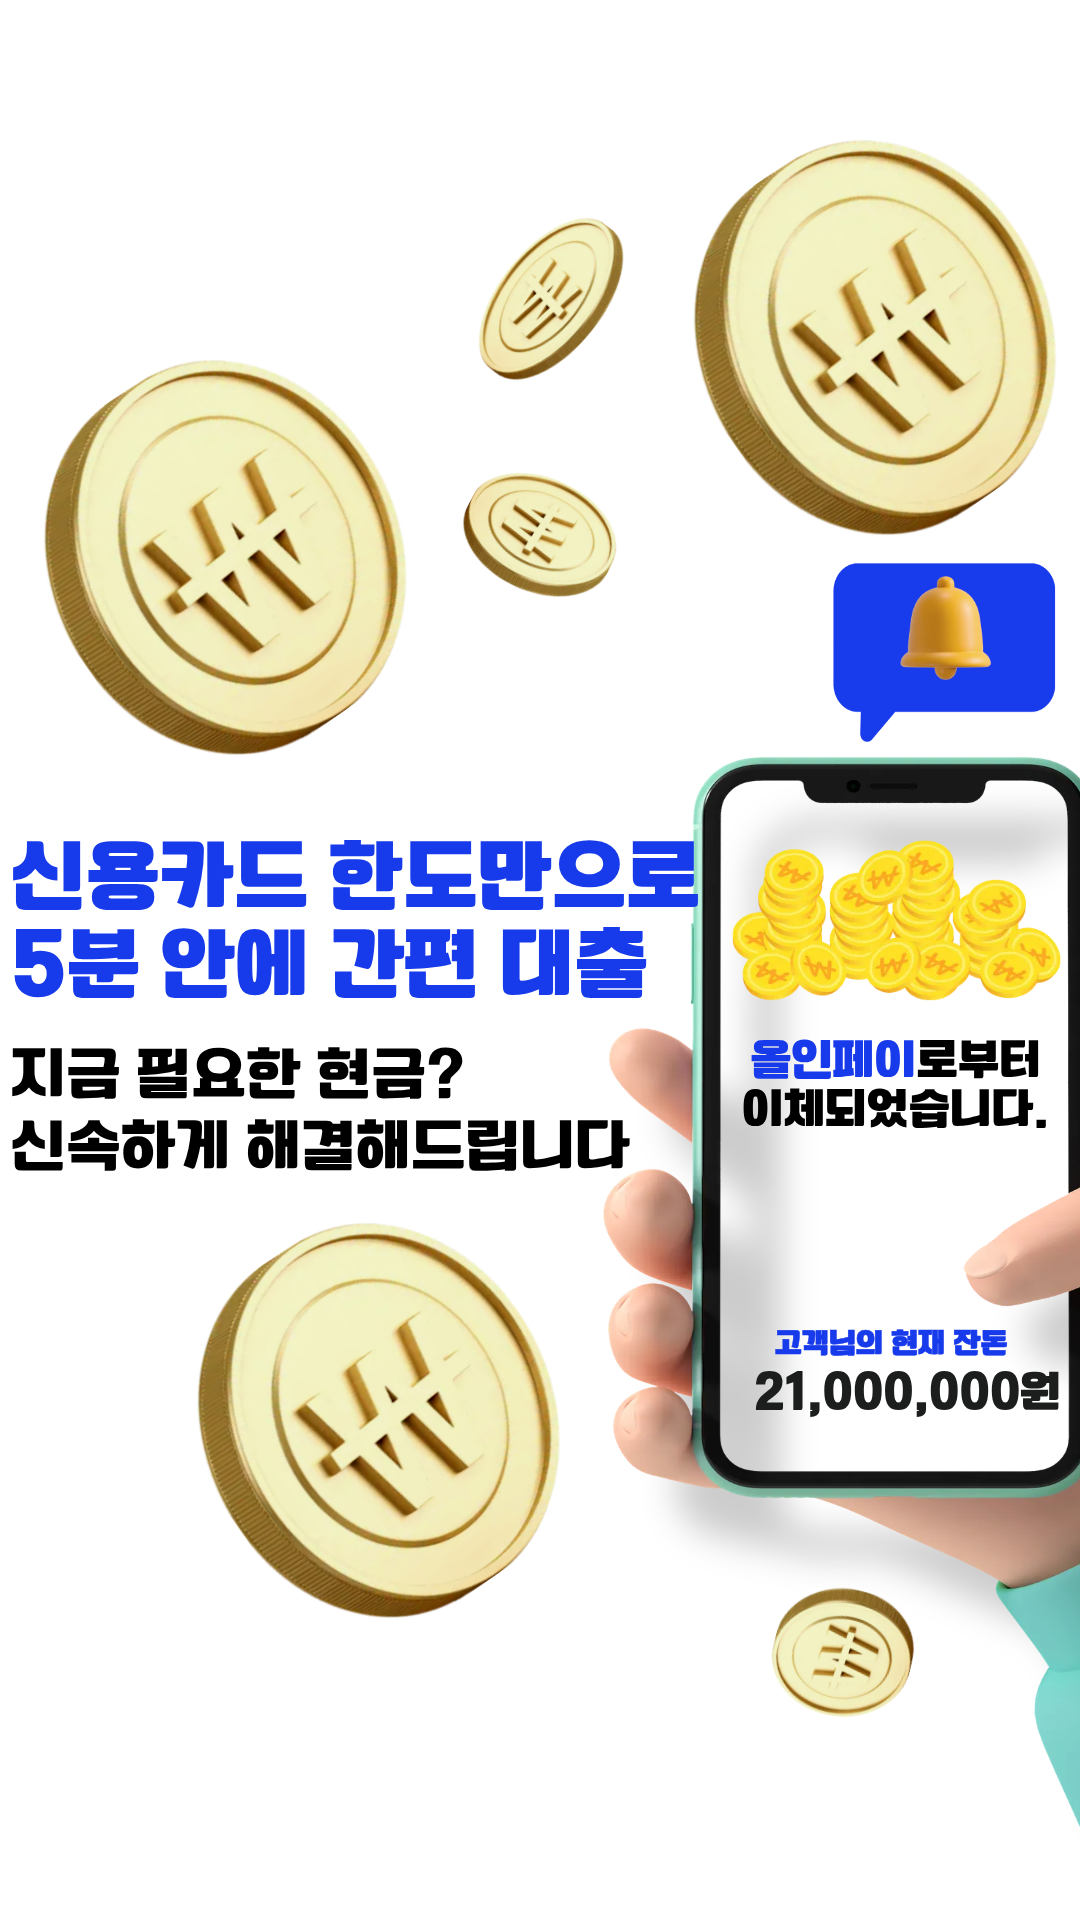 신용카드 한도만으로
5분 안에 간편 대출
지금 필요한 현금?
신속하게 해결해드립니다
올인페이로부터
이체되었습니다.
고객님의 현재 잔돈
21,000,000원